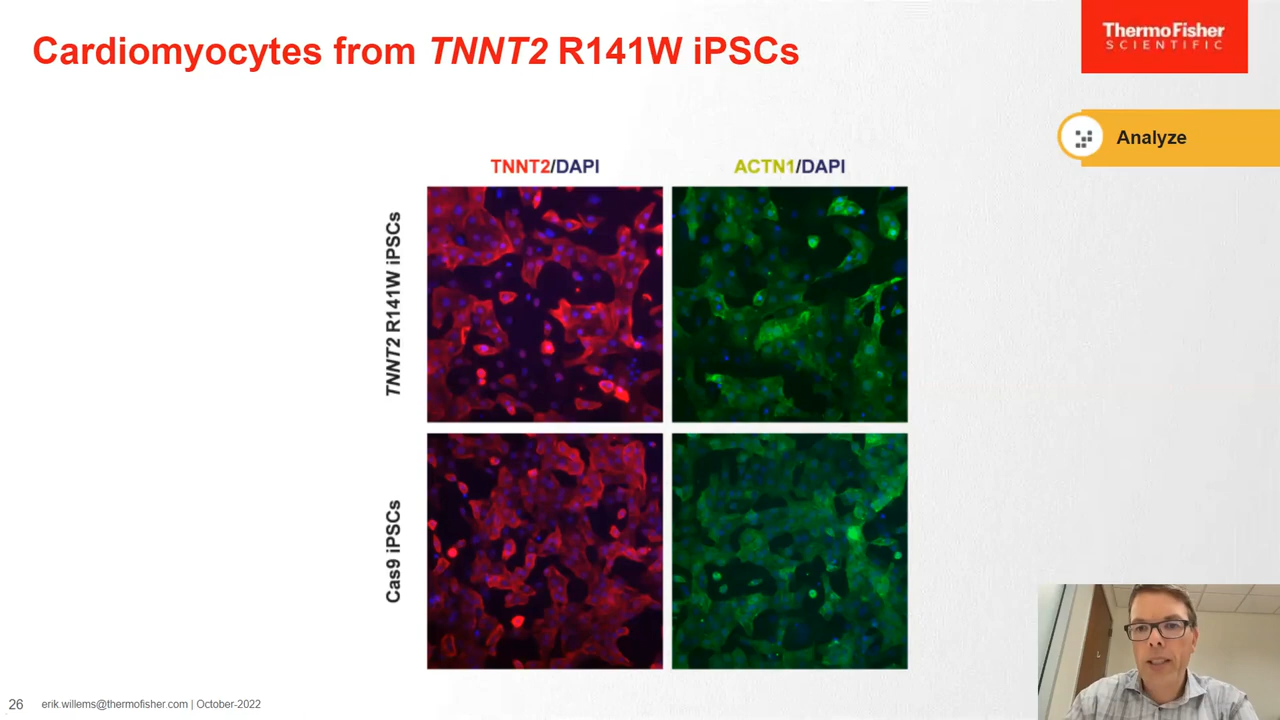 Cardiomyocytes from TNNT2 R141W iPSCs
ThermoFisher
SCIENTIFIC
Analyze
TNNT2/DAPI
ACTN1/DAPI
TNNT2 R141W iPSCs
Cas9 iPSCs
26
erik.willems@thermofisher.com | October-2022